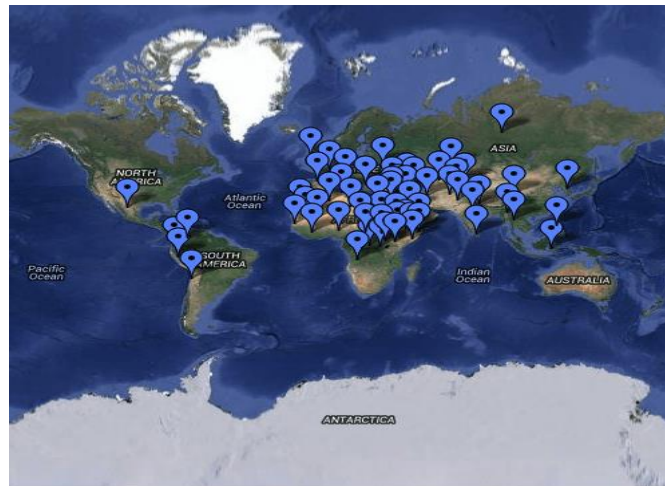 NORTH
AMERICA
ASIA
Atlantic
Ocean
SOUTH
AMERICA
Pacific
Ocean
Indian
Ocean
AUSTRALIA
ANTARCTICA